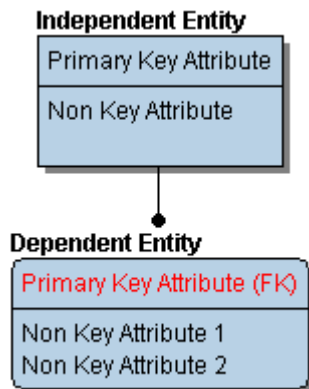 Independent Entity
Primary Key Attribute
Non Key Attribute
Dependent Entity
Primary Key Attribute (FK)
Non Key Attribute 1
Non Key Attribute 2